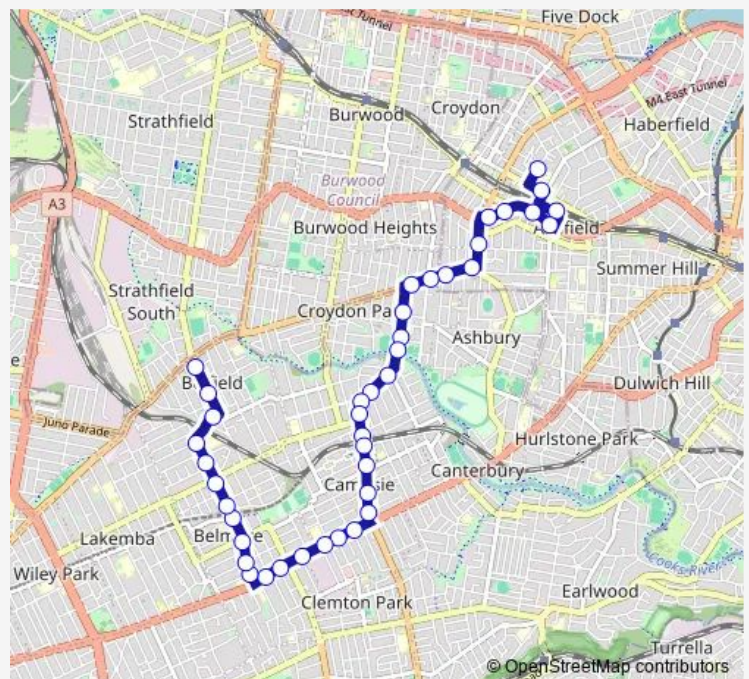 Five Dock
M4 East Tunnel
Croydon
Strathfield
Burwood
Haberfield
Burwood
Council
A3
Burwood Heights
Summer Hill
Strathfield
South
Croydon Pa
Ashbury
Dulwich Hill
Juno Parade
Hurlstone Park
Canterbury
Lakemba
Wiley Park
Earlwood
Clemton Park
Turrella
© OpenStreetMap contributors